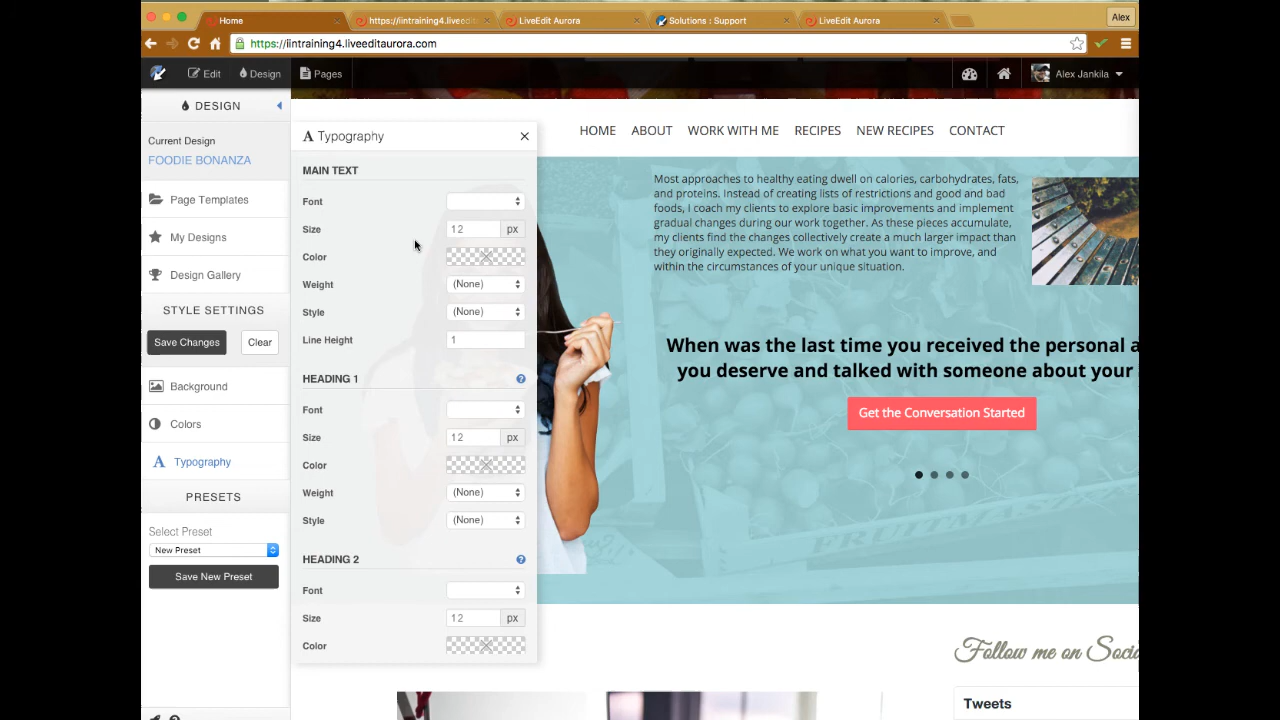 Home
https://iintraining4.liveedit
LiveEdit Aurora
Solutions : Support
LiveEdit Aurora
Alex
https://iintraining4.liveeditaurora.com
Edit
Design
Pages
Alex Jankila
DESIGN
Current Design
FOODIE BONANZA
Page Templates
My Designs
Design Gallery
STYLE SETTINGS
Save Changes
Clear
Background
Colors
A Typography
PRESETS
Select Preset
New Preset
Save New Preset
A Typography
MAIN TEXT
Font
Size 12 px
Color
Weight (None)
Style (None)
Line Height 1
HEADING 1
Font
Size 12 px
Color
Weight (None)
Style (None)
HEADING 2
Font
Size 12 px
Color
HOME ABOUT WORK WITH ME RECIPES NEW RECIPES CONTACT
Most approaches to healthy eating dwell on calories, carbohydrates, fats,
and proteins. Instead of creating lists of restrictions and good and bad
foods, I coach my clients to explore basic improvements and implement
gradual changes during our work together. As these pieces accumulate,
my clients find the changes collectively create a much larger impact than
they originally expected. We work on what you want to improve, and
within the circumstances of your unique situation.
When was the last time you received the personal a
you deserve and talked with someone about your
Get the Conversation Started
Follow me on Soci
Tweets